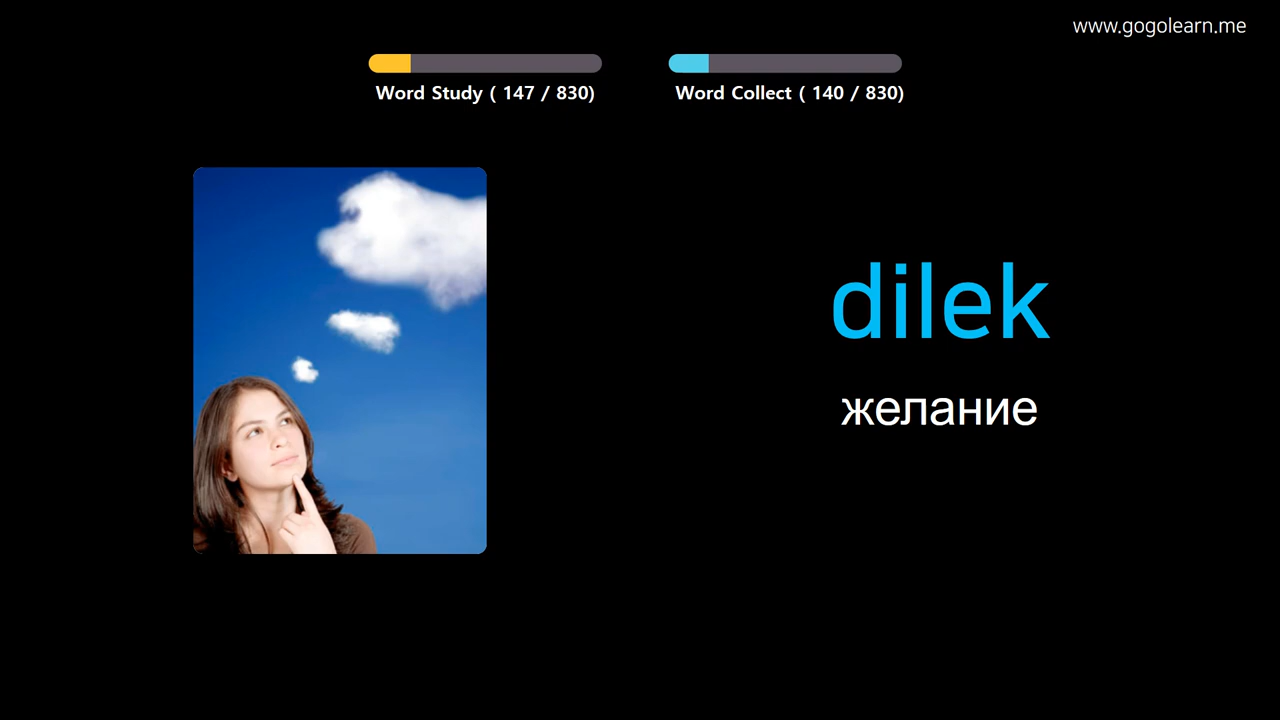 www.gogolearn.me
Word Study ( 147 / 830)
Word Collect ( 140 / 830)
dilek
желание